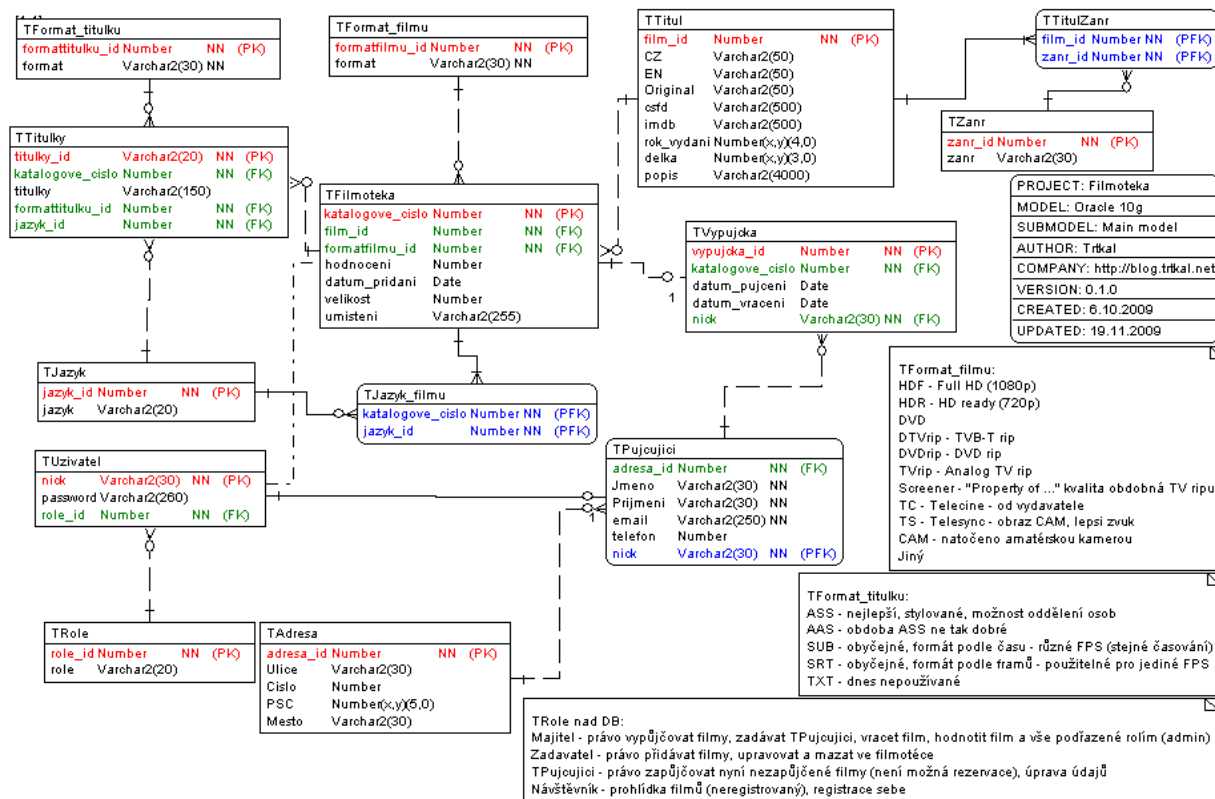 TFormat_titulku
formattitulku_id Number NN (PK)
format Varchar2(30) NN
TFormat_filmu
formatfilmu_id Number NN (PK)
format Varchar2(30) NN
TTitul
film_id Number NN (PK)
CZ Varchar2(50)
EN Varchar2(50)
Original Varchar2(50)
csfd Varchar2(500)
imdb Varchar2(500)
rok_vydani Number(x,y)(4,0)
delka Number(x,y)(3,0)
popis Varchar2(4000)
TTitulZanr
film_id Number NN (PFK)
zanr_id Number NN (PFK)
TZanr
zanr_id Number NN (PK)
zanr Varchar2(30)
TTitulky
titulky_id Varchar2(20) NN (PK)
katalogove_cislo Number NN (FK)
titulky Varchar2(150)
formattitulku_id Number NN (FK)
jazyk_id Number NN (FK)
TFilmoteka
katalogove_cislo Number NN (PK)
film_id Number NN (FK)
formatfilmu_id Number NN (FK)
hodnoceni Number
datum_pridani Date
velikost Number
umisteni Varchar2(255)
TVypujcka
vypujcka_id Number NN (PK)
katalogove_cislo Number NN (FK)
datum_pujceni Date
datum_vraceni Date
nick Varchar2(30) NN (FK)
1
PROJECT: Filmoteka
MODEL: Oracle 10g
SUBMODEL: Main model
AUTHOR: Trtkal
COMPANY: http://blog.trtkal.net
VERSION: 0.1.0
CREATED: 6.10.2009
UPDATED: 19.11.2009
TJazyk
jazyk_id Number NN (PK)
jazyk Varchar2(20)
TJazyk_filmu
katalogove_cislo Number NN (PFK)
jazyk_id Number NN (PFK)
TFormat_filmu:
HDF - Full HD (1080p)
HDR - HD ready (720p)
DVD
DTVrip - TVB-T rip
DVDrip - DVD rip
TVrip - Analog TV rip
Screener - "Property of ..." kvalita obdobná TV ripu
TC - Telecine - od vydavatele
TS - Telesync - obraz CAM, lepsi zvuk
CAM - natočeno amatérskou kamerou
Jiný
TUzivatel
nick Varchar2(30) NN (PK)
password Varchar2(260)
role_id Number NN (FK)
TPujcujici
adresa_id Number NN (FK)
Jmeno Varchar2(30) NN
Prijmeni Varchar2(30) NN
email Varchar2(250) NN
telefon Number
nick Varchar2(30) NN (PFK)
1
TFormat_titulku:
ASS - nejlepší, stylované, možnost oddělení osob
AAS - obdoba ASS ne tak dobré
SUB - obyčejné, formát podle času - různé FPS (stejné časování)
SRT - obyčejné, formát podle framů - použitelné pro jediné FPS
TXT - dnes nepoužívané
TRole
role_id Number NN (PK)
role Varchar2(20)
TAdresa
adresa_id Number NN (PK)
Ulice Varchar2(30)
Cislo Number
PSC Number(x,y)(5,0)
Mesto Varchar2(30)
TRole nad DB:
Majitel - právo vypůjčovat filmy, zadávat TPujcujici, vracet film, hodnotit film a vše podřazené rolím (admin)
Zadavatel - právo přidávat filmy, upravovat a mazat ve filmotéce
TPujcujici - právo zapůjčovat nyní nezapůjčené filmy (není možná rezervace), úprava údajů
Návštěvník - prohlídka filmů (neregistrovaný), registrace sebe